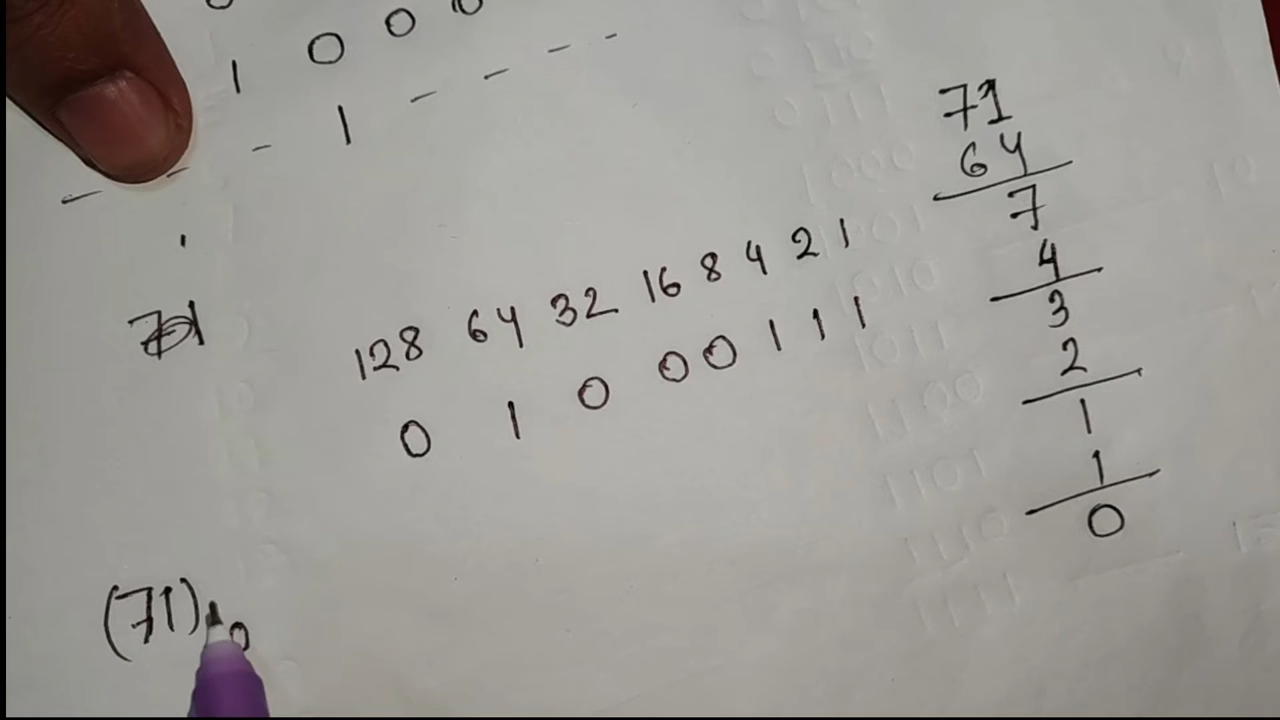 1 0 0 0
- - - 1 - - - -
71
64
7
4
3
2
1
1
0
71
128 64 32 16 8 4 2 1
0 1 0 0 0 1 1 1
(71)